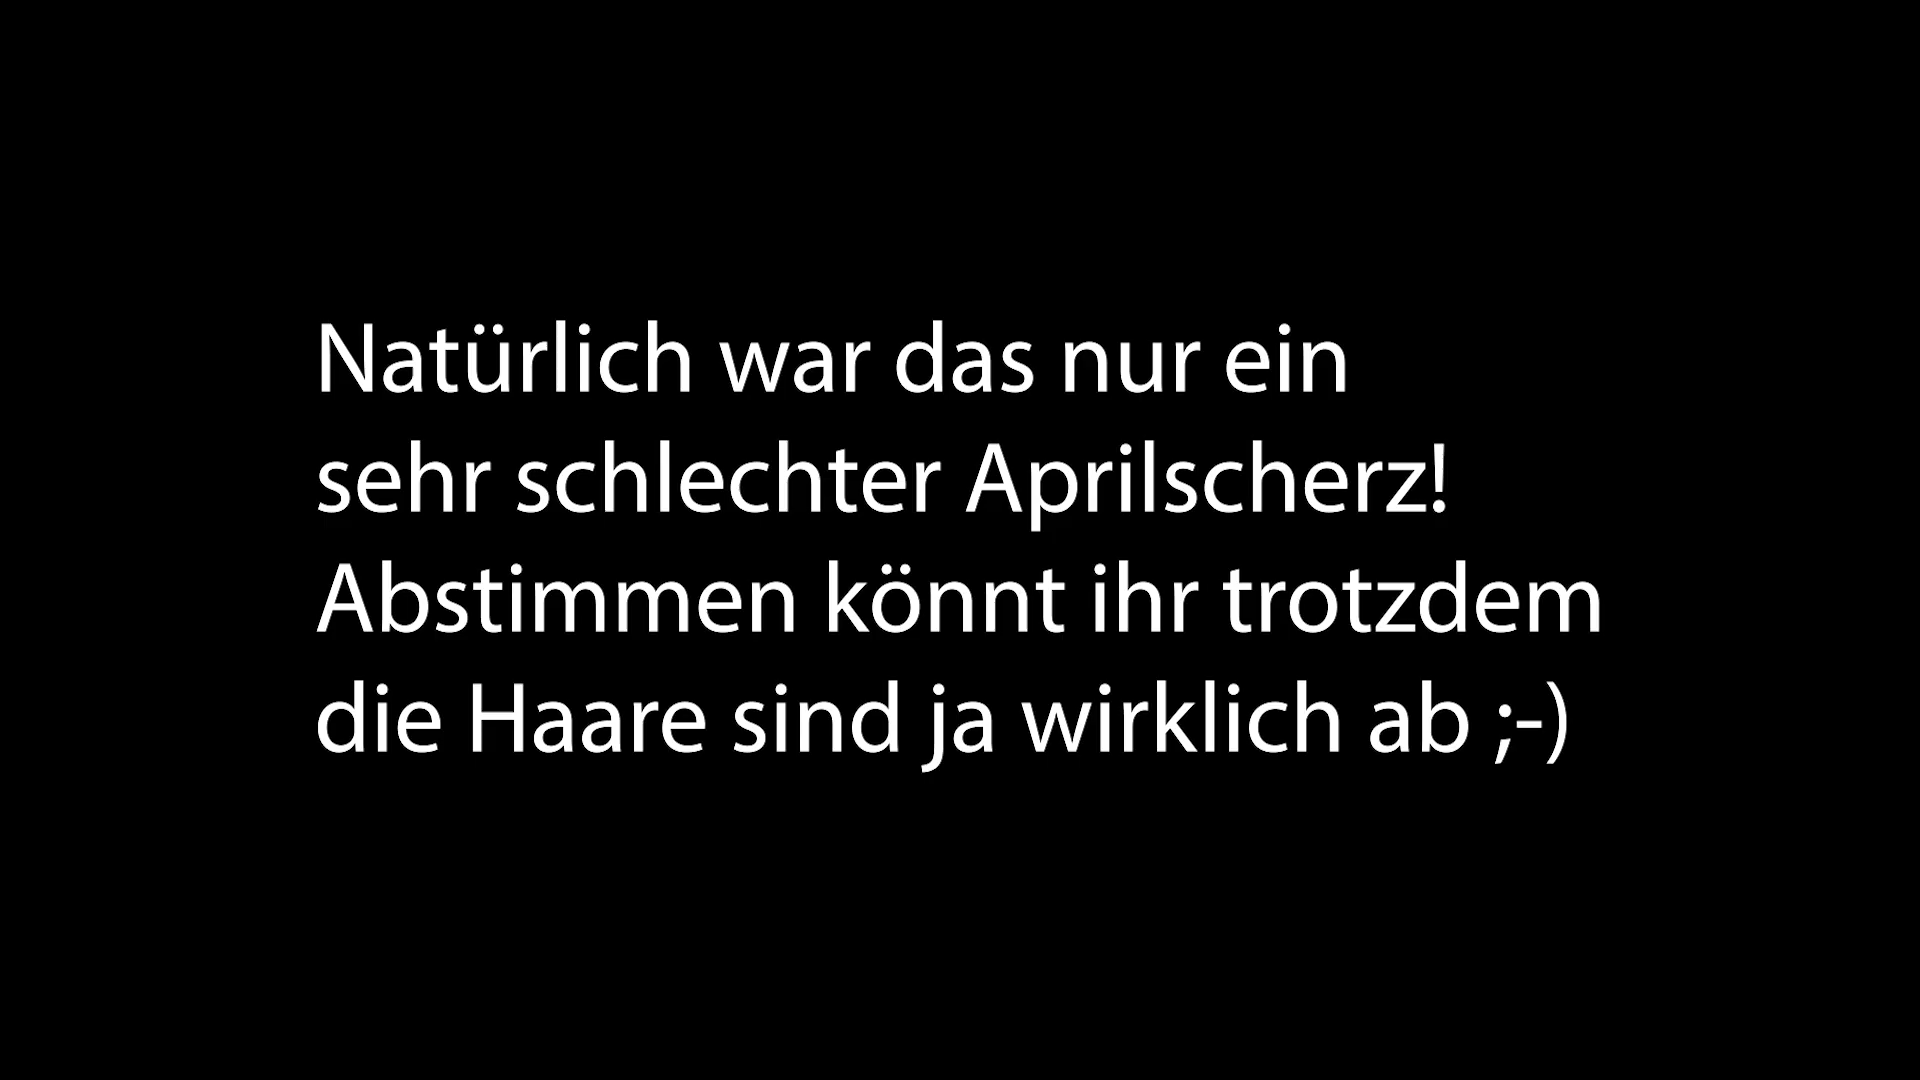 Natürlich war das nur ein
sehr schlechter Aprilscherz!
Abstimmen könnt ihr trotzdem
die Haare sind ja wirklich ab ;-)